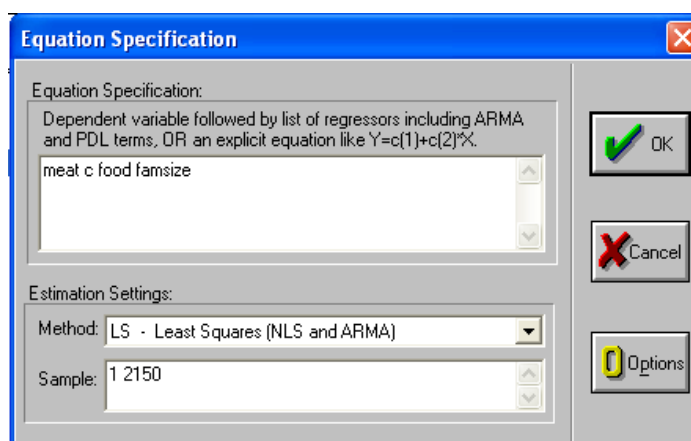 Equation Specification
Equation Specification:
Dependent variable followed by list of regressors including ARMA
and PDL terms, OR an explicit equation like Y=c(1)+c(2)*X.
meat c food famsize
OK
Cancel
Estimation Settings:
Method: LS - Least Squares (NLS and ARMA)
Sample: 1 2150
Options